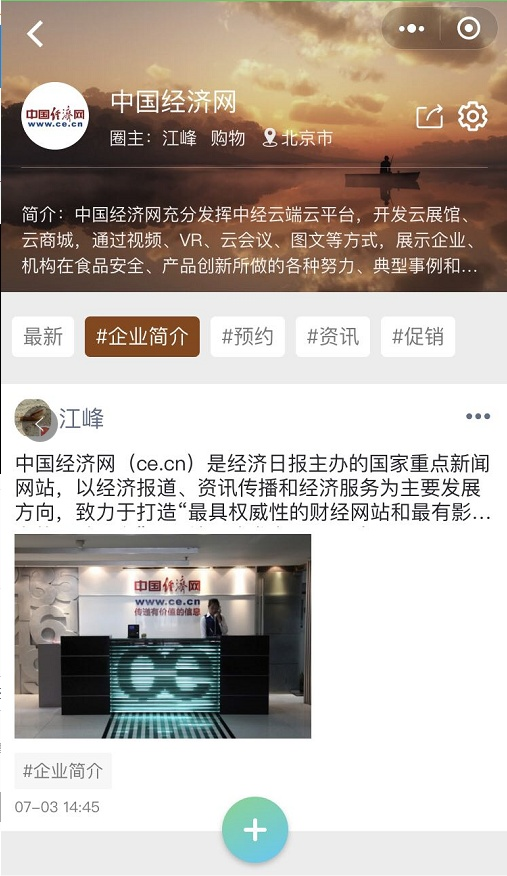 中国经济网
www.ce.cn
中国经济网
圈主：江峰 购物 北京市
简介：中国经济网充分发挥中经云端云平台，开发云展馆、
云商城，通过视频、VR、云会议、图文等方式，展示企业、
机构在食品安全、产品创新所做的各种努力、典型事例和...
最新 #企业简介 #预约 #资讯 #促销
江峰
中国经济网（ce.cn）是经济日报主办的国家重点新闻
网站，以经济报道、资讯传播和经济服务为主要发展
方向，致力于打造“最具权威性的财经网站和最有影...
中国经济网
www.ce.cn
传递有价值的信息
ce
#企业简介
07-03 14:45